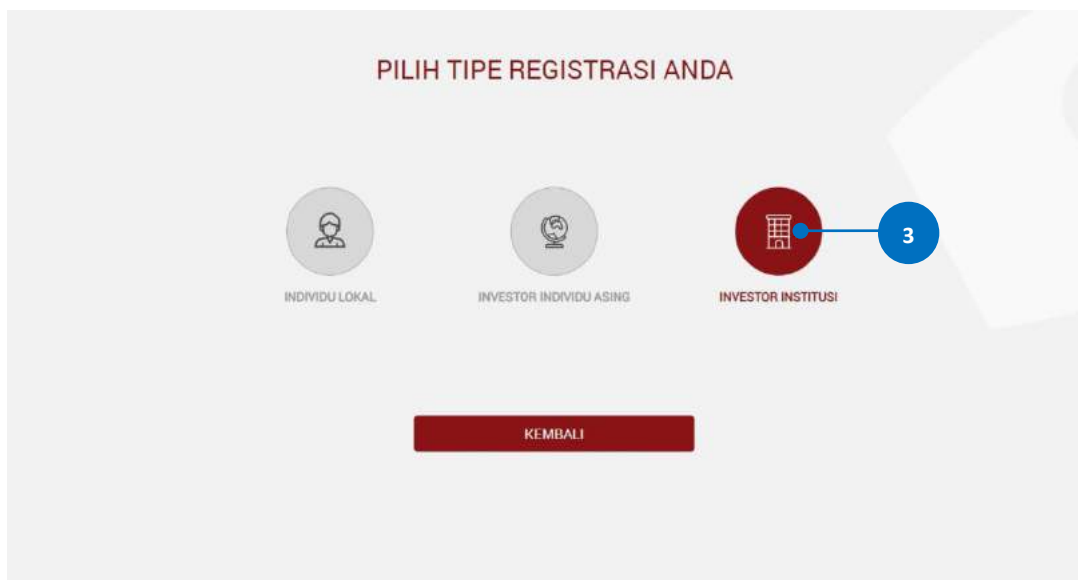 PILIH TIPE REGISTRASI ANDA
3
INDIVIDU LOKAL
INVESTOR INDIVIDU ASING
INVESTOR INSTITUSI
KEMBALI